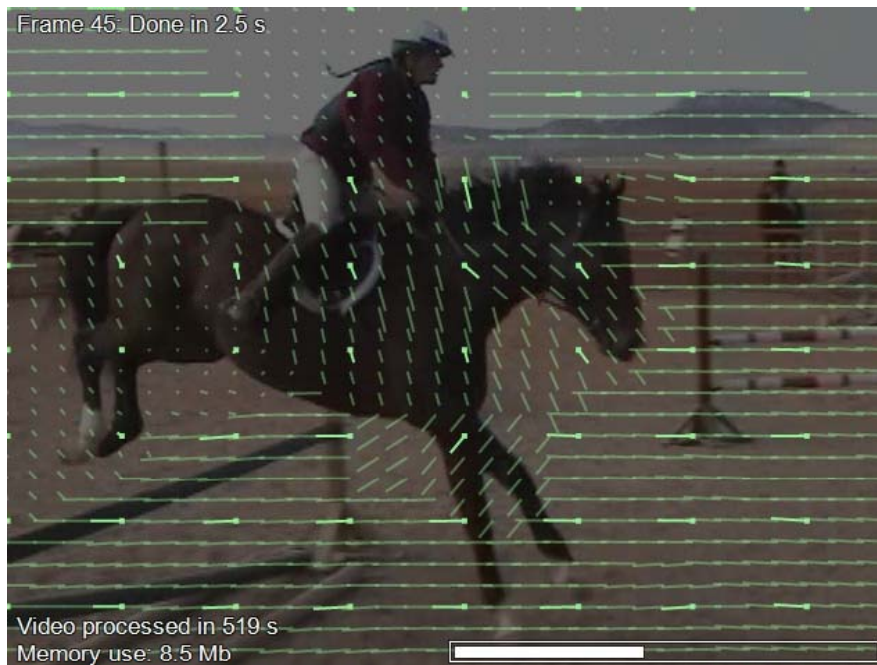 Frame 45: Done in 2.5 s
Video processed in 519 s
Memory use: 8.5 Mb